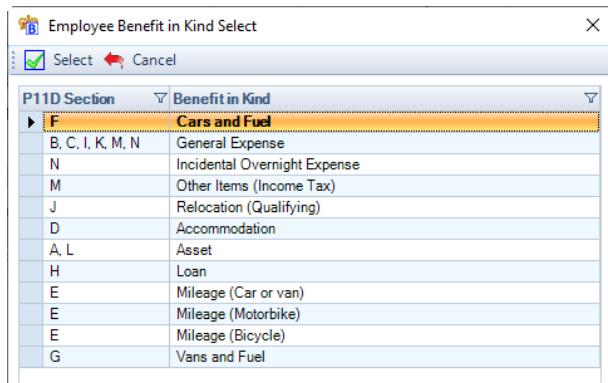 Employee Benefit in Kind Select
Select Cancel
P11D Section Benefit in Kind
F Cars and Fuel
B, C, I, K, M, N General Expense
N Incidental Overnight Expense
M Other Items (Income Tax)
J Relocation (Qualifying)
D Accommodation
A, L Asset
H Loan
E Mileage (Car or van)
E Mileage (Motorbike)
E Mileage (Bicycle)
G Vans and Fuel